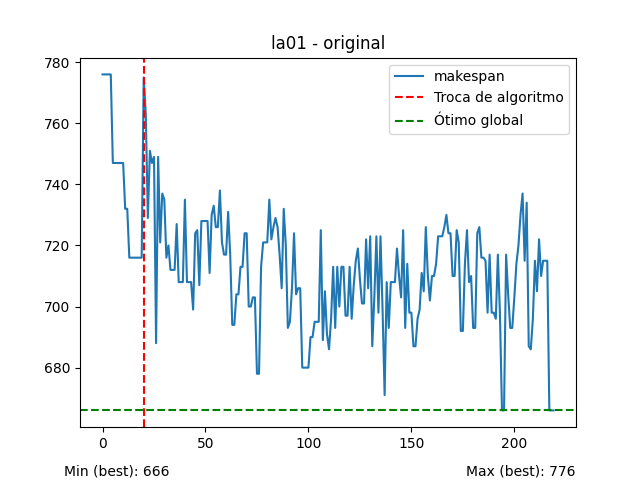 la01 - original
780
760
740
720
700
680
makespan
Troca de algoritmo
Ótimo global
0
50
100
150
200
Min (best): 666
Max (best): 776